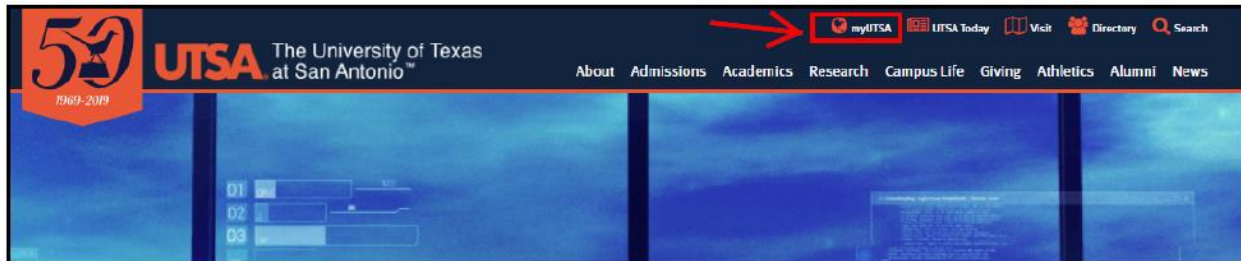 50
1969-2019
UTSA The University of Texas
at San Antonio™
myUTSA UTSA Today Visit Directory Search
About Admissions Academics Research Campus Life Giving Athletics Alumni News
01
02
03